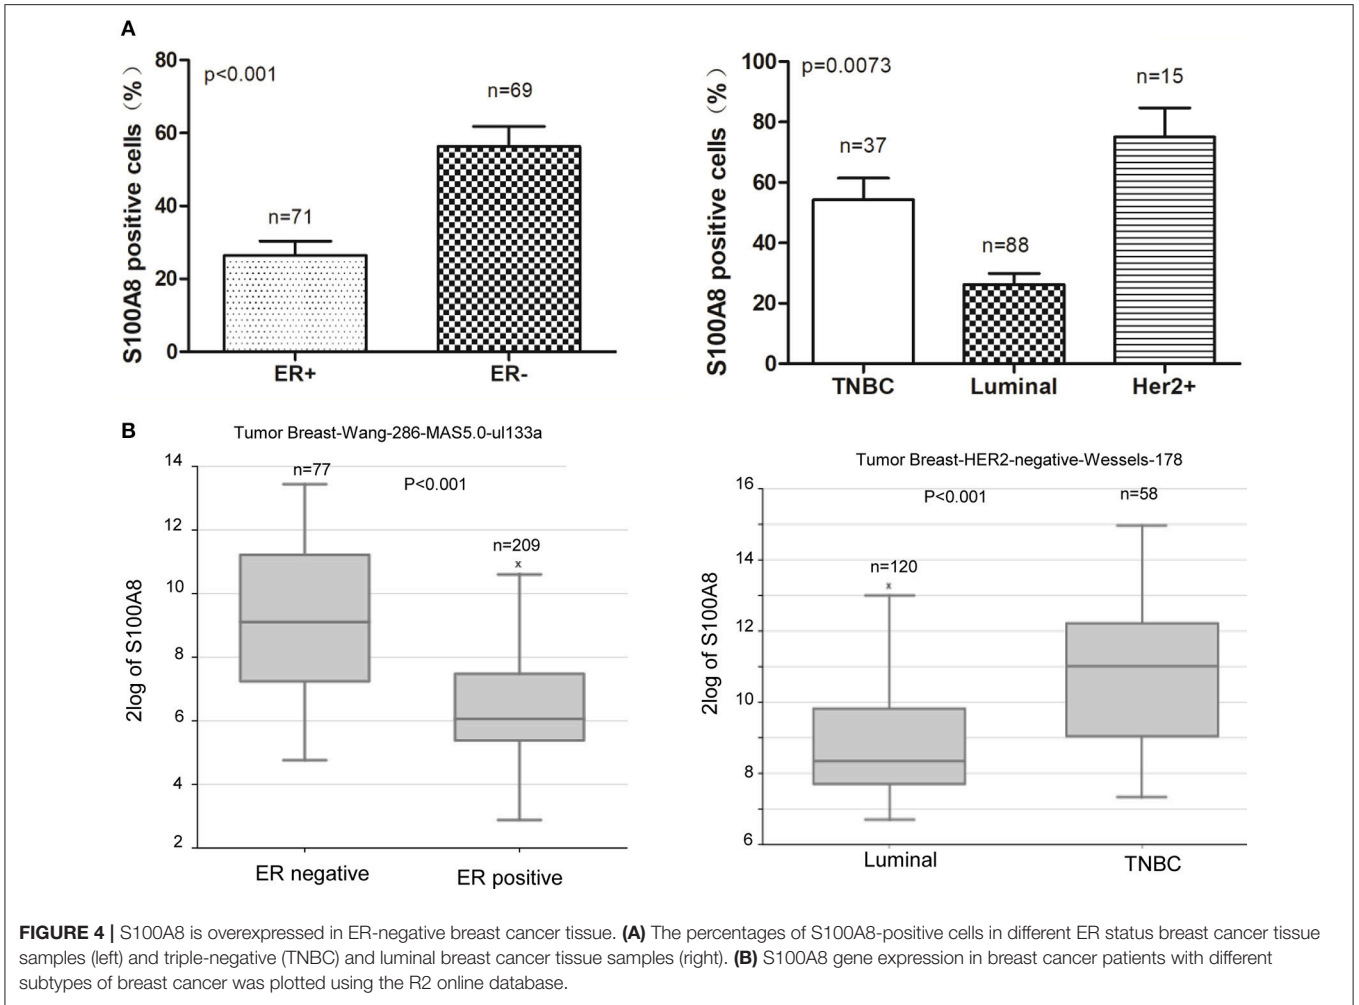 A
S100A8 positive cells (%)
80
60
40
20
0
p<0.001
n=71
n=69
ER+
ER-
S100A8 positive cells (%)
100
80
60
40
20
0
p=0.0073
n=37
n=88
n=15
TNBC
Luminal
Her2+
B
Tumor Breast-Wang-286-MAS5.0-ul133a
2log of S100A8
14
12
10
8
6
4
2
n=77
P<0.001
n=209
x
ER negative
ER positive
Tumor Breast-HER2-negative-Wessels-178
2log of S100A8
16
14
12
10
8
6
P<0.001
n=58
n=120
x
Luminal
TNBC
FIGURE 4 | S100A8 is overexpressed in ER-negative breast cancer tissue. (A) The percentages of S100A8-positive cells in different ER status breast cancer tissue
samples (left) and triple-negative (TNBC) and luminal breast cancer tissue samples (right). (B) S100A8 gene expression in breast cancer patients with different
subtypes of breast cancer was plotted using the R2 online database.